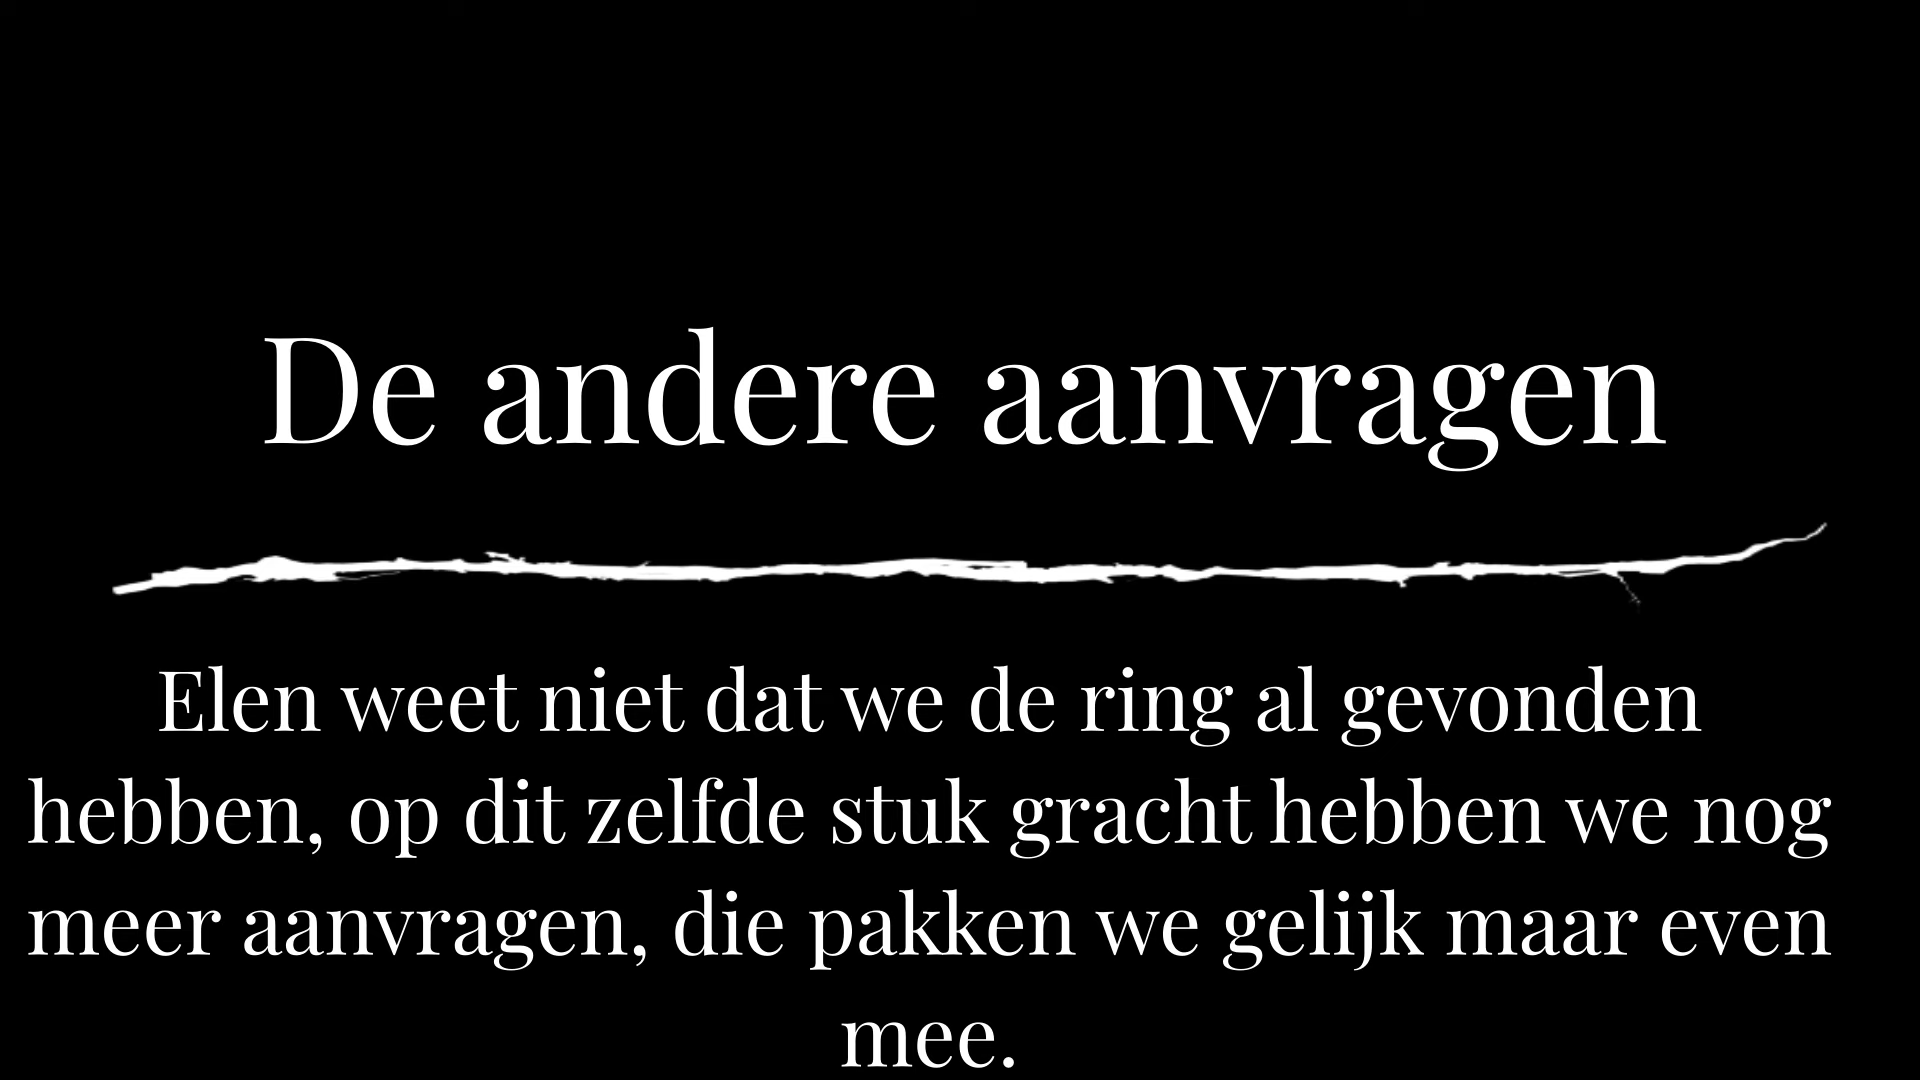 De andere aanvragen
Elen weet niet dat we de ring al gevonden
hebben, op dit zelfde stuk gracht hebben we nog
meer aanvragen, die pakken we gelijk maar even
mee.